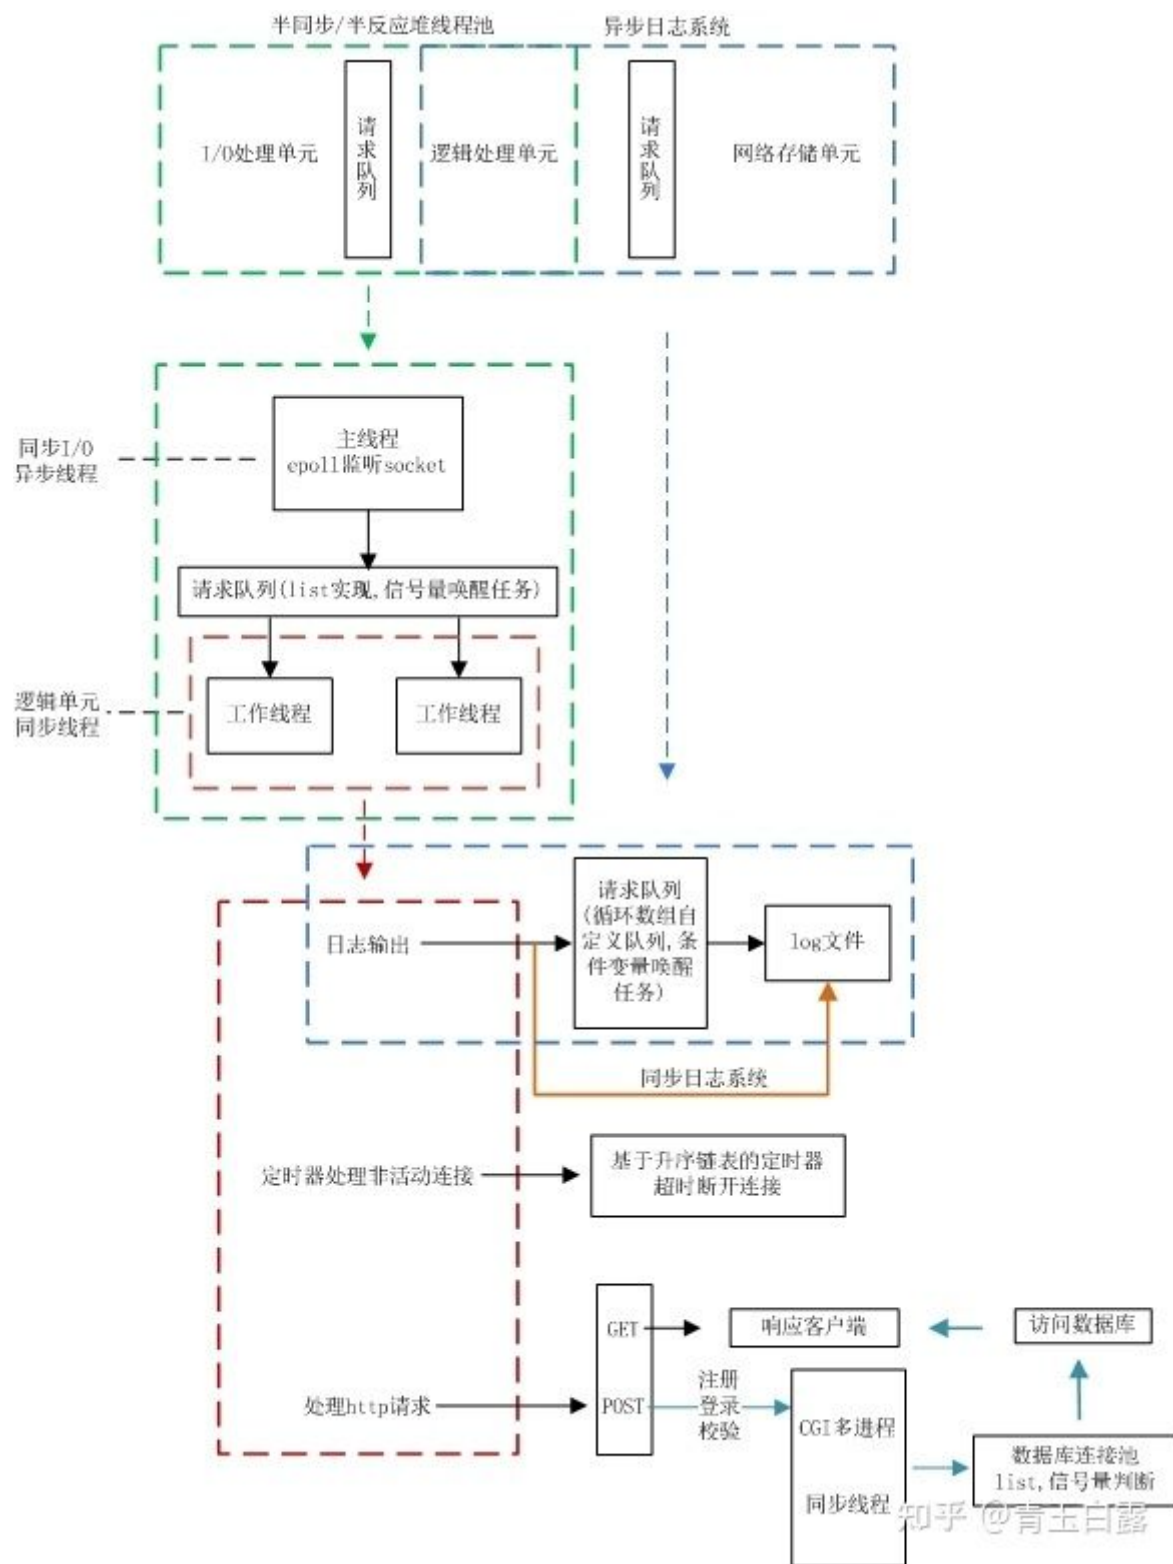 半同步/半反应堆线程池
异步日志系统
I/O处理单元
请
求
队
列
逻辑处理单元
请
求
队
列
网络存储单元
同步I/O
异步线程
主线程
epoll监听socket
请求队列(list实现,信号量唤醒任务)
逻辑单元
同步线程
工作线程
工作线程
日志输出
请求队列
(循环数组自
定义队列,条
件变量唤醒
任务)
log文件
同步日志系统
定时器处理非活动连接
基于升序链表的定时器
超时断开连接
处理http请求
GET
POST
响应客户端
访问数据库
注册
登录
校验
CGI多进程
同步线程
数据库连接池
list,信号量判断
知乎 @青玉白露